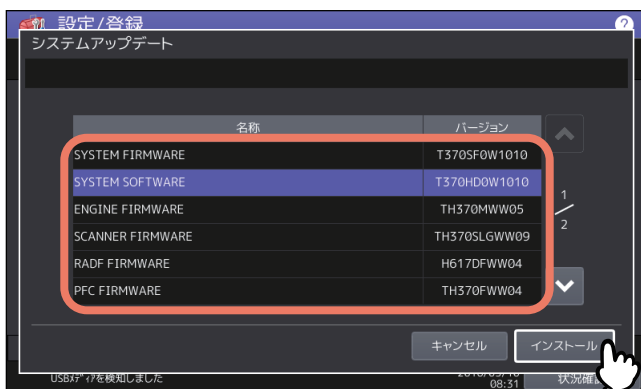 設定/登録
?
システムアップデート
名称 バージョン
SYSTEM FIRMWARE T370SF0W1010
SYSTEM SOFTWARE T370HD0W1010
ENGINE FIRMWARE TH370MWW05
SCANNER FIRMWARE TH370SLGWW09
RADF FIRMWARE H617DFWW04
PFC FIRMWARE TH370FWW04
1
2
キャンセル インストール
USBメディアを検知しました
08:31
状況確